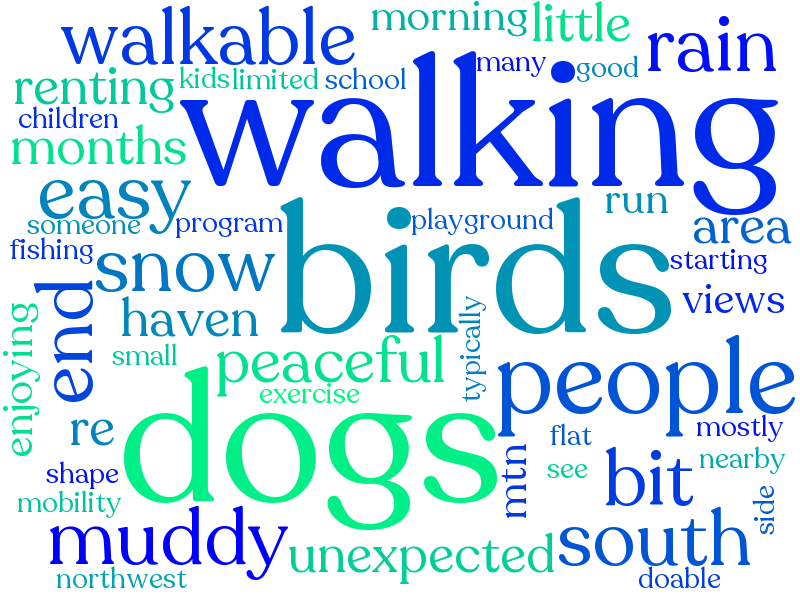 morning little
walkable
rain
many good
renting kids limited school
walking
children
months
easy
run
someone program playground area
fishing
birds
snow
starting
end
views
haven
enjoying
typically
small peaceful
people
exercise
dogs
re
flat mostly
mtn
see nearby
shape
bit
mobility
side
muddy
south
unexpected
northwest
doable